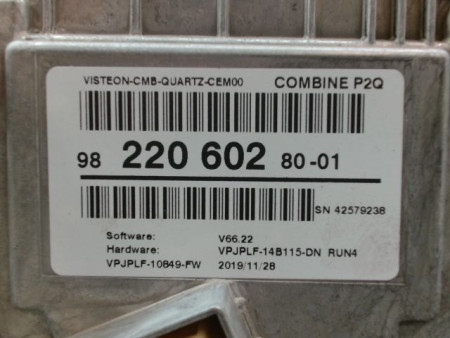 VISTEON-CMB-QUARTZ-CEM00 COMBINE P2Q
98 220 602 80-01
SN 42579238
Software: V66.22
Hardware: VPJPLF-14B115-DN RUN4
VPJPLF-10849-FW 2019/11/28